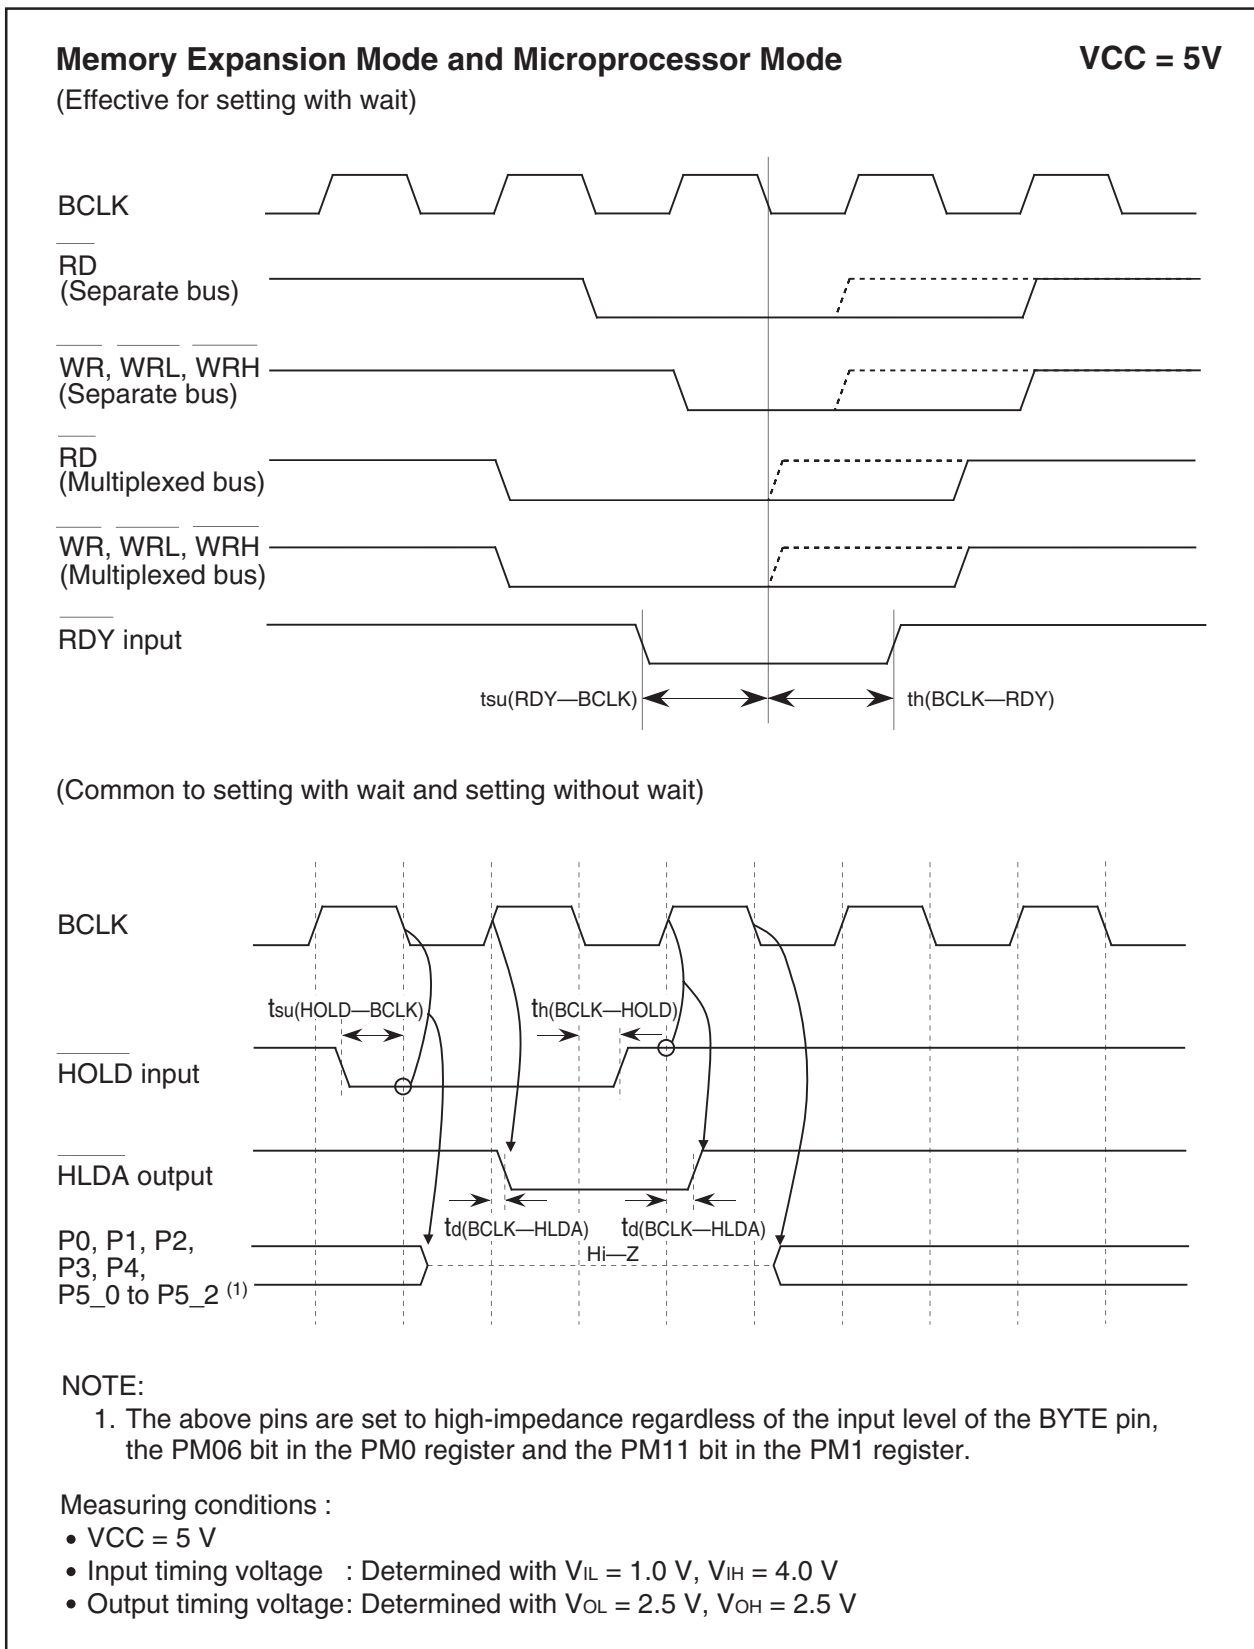 Memory Expansion Mode and Microprocessor Mode VCC = 5V
(Effective for setting with wait)
BCLK
RD
(Separate bus)
WR, WRL, WRH
(Separate bus)
RD
(Multiplexed bus)
WR, WRL, WRH
(Multiplexed bus)
RDY input
tsu(RDY—BCLK) th(BCLK—RDY)
(Common to setting with wait and setting without wait)
BCLK
tsu(HOLD—BCLK) th(BCLK—HOLD)
HOLD input
HLDA output
td(BCLK—HLDA) td(BCLK—HLDA)
Hi—Z
P0, P1, P2,
P3, P4,
P5_0 to P5_2 (1)
NOTE:
1. The above pins are set to high-impedance regardless of the input level of the BYTE pin,
the PM06 bit in the PM0 register and the PM11 bit in the PM1 register.
Measuring conditions :
• VCC = 5 V
• Input timing voltage : Determined with VIL = 1.0 V, VIH = 4.0 V
• Output timing voltage: Determined with VOL = 2.5 V, VOH = 2.5 V